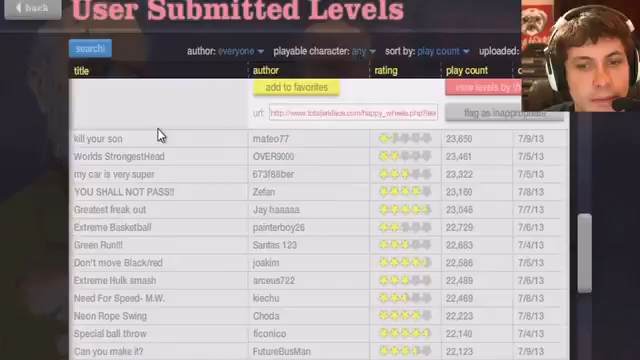 back
User Submitted Levels
search! author: everyone playable character: any sort by: play count uploaded:
title author rating play count
add to favorites view levels by
url: flag as inappropriate
kill your son mateo77 23,650 7/9/13
Worlds StrongestHead OVER9000 23,461 7/5/13
my car is very super 23,322 7/5/13
YOU SHALL NOT PASS!! Zefan 23,160 7/8/13
Greatest freak out Jay haaaaa 23,046 7/7/13
Extreme Basketball painterboy26 22,729 7/6/13
Green Run!!! Santas 123 22,683 7/4/13
Don't move Black/red joakim 22,586 7/5/13
Extreme Hulk smash arceus722 22,489 7/6/13
Need For Speed- M.W. kiechu 22,469 7/8/13
Neon Rope Swing Choda 22,223 7/8/13
Special ball throw ficonico 22,140 7/4/13
Can you make it? FutureBusMan 22,123 7/9/13